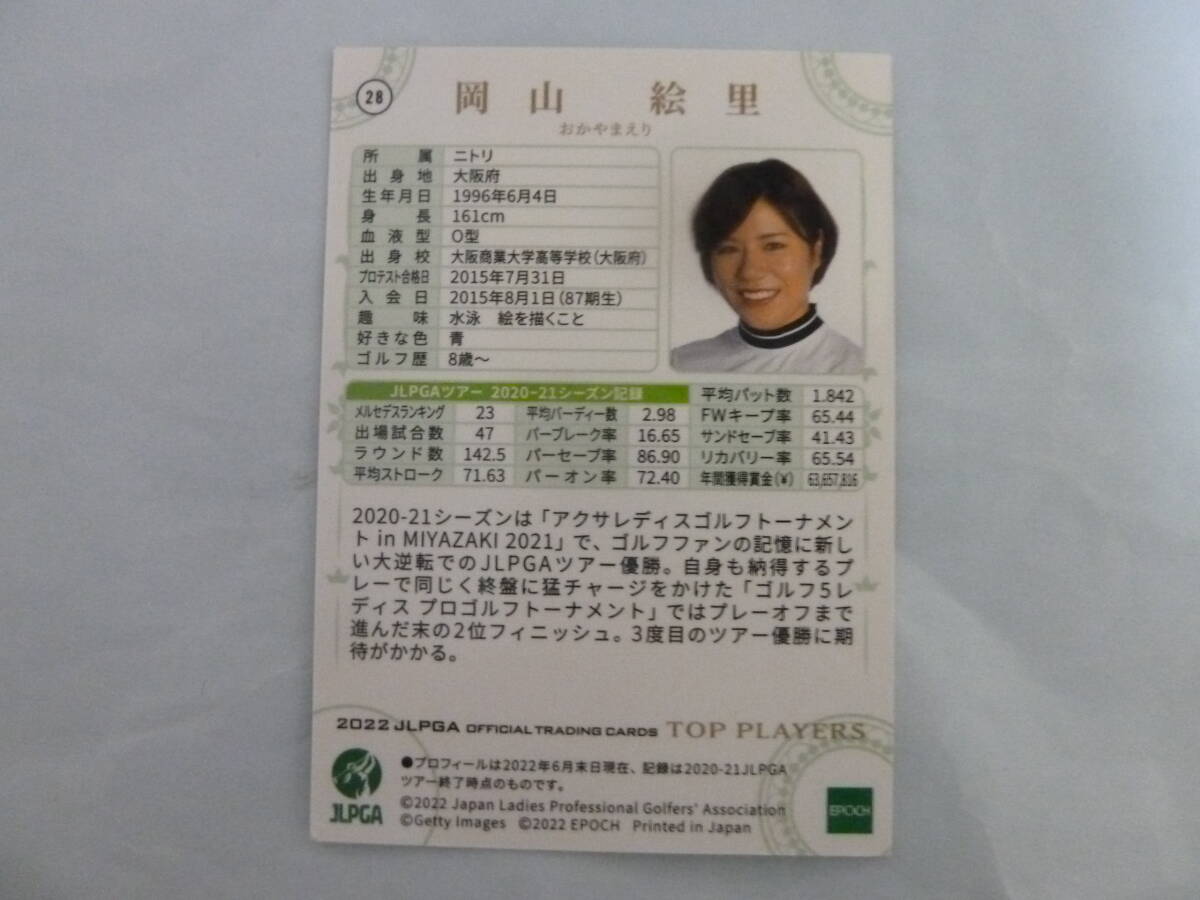 28
岡山 絵里
おかやまえり
所属 ニトリ
出身地 大阪府
生年月日 1996年6月4日
身長 161cm
血液型 O型
出身校 大阪商業大学高等学校(大阪府)
プロテスト合格日 2015年7月31日
入会日 2015年8月1日(87期生)
趣味 水泳 絵を描くこと
好きな色 青
ゴルフ歴 8歳〜
JLPGAツアー 2020-21シーズン記録 平均パット数 1.842
メルセデスランキング 23 平均バーディー数 2.98 FWキープ率 65.44
出場試合数 47 パーブレーク率 16.65 サンドセーブ率 41.43
ラウンド数 142.5 パーセーブ率 86.90 リカバリー率 65.54
平均ストローク 71.63 パーオン率 72.40 年間獲得賞金(¥) 63,657,816
2020-21シーズンは「アクサレディスゴルフトーナメン
ト in MIYAZAKI 2021」で、ゴルフファンの記憶に新し
い大逆転でのJLPGAツアー優勝。自身も納得するプ
レーで同じく終盤に猛チャージをかけた「ゴルフ5レ
ディス プロゴルフトーナメント」ではプレーオフまで
進んだ末の2位フィニッシュ。3度目のツアー優勝に期
待がかかる。
2022 JLPGA OFFICIAL TRADING CARDS TOP PLAYERS
●プロフィールは2022年6月末日現在、記録は2020-21JLPGA
ツアー終了時点のものです。
©2022 Japan Ladies Professional Golfers' Association
©Getty Images ©2022 EPOCH Printed in Japan
JLPGA
EPOCH